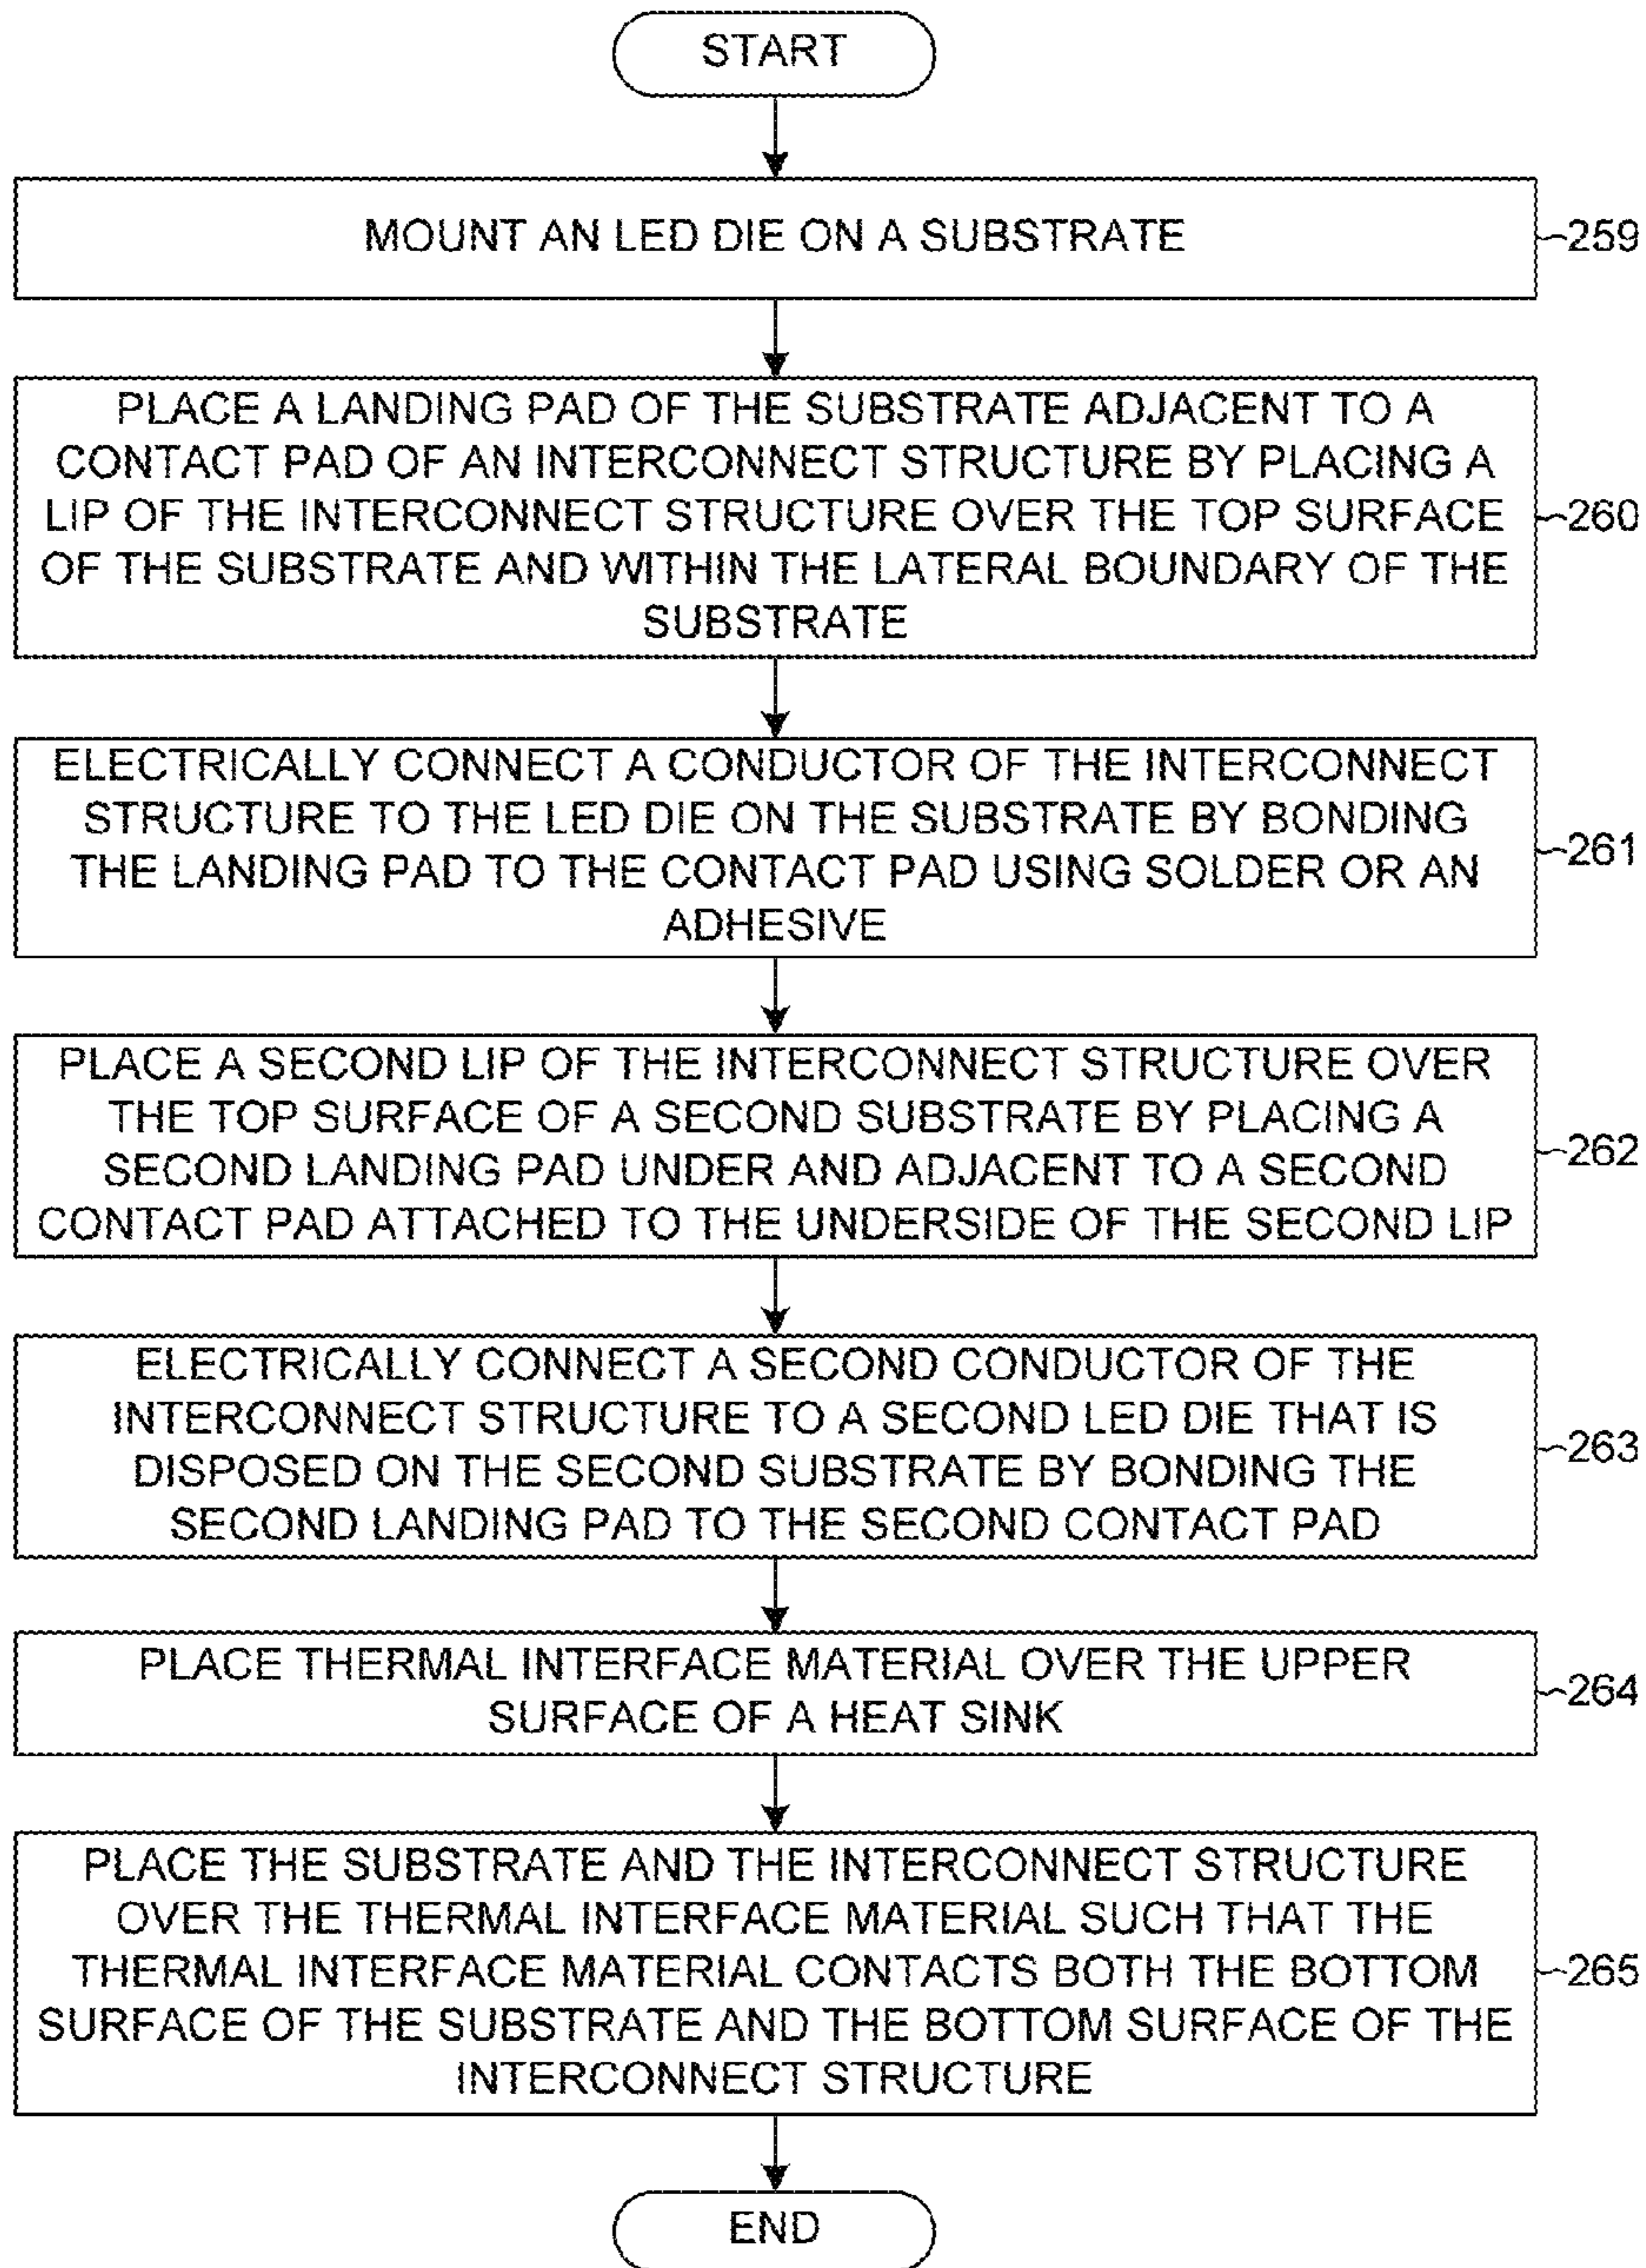 START
MOUNT AN LED DIE ON A SUBSTRATE
259
PLACE A LANDING PAD OF THE SUBSTRATE ADJACENT TO A
CONTACT PAD OF AN INTERCONNECT STRUCTURE BY PLACING A
LIP OF THE INTERCONNECT STRUCTURE OVER THE TOP SURFACE
OF THE SUBSTRATE AND WITHIN THE LATERAL BOUNDARY OF THE
SUBSTRATE
260
ELECTRICALLY CONNECT A CONDUCTOR OF THE INTERCONNECT
STRUCTURE TO THE LED DIE ON THE SUBSTRATE BY BONDING
THE LANDING PAD TO THE CONTACT PAD USING SOLDER OR AN
ADHESIVE
261
PLACE A SECOND LIP OF THE INTERCONNECT STRUCTURE OVER
THE TOP SURFACE OF A SECOND SUBSTRATE BY PLACING A
SECOND LANDING PAD UNDER AND ADJACENT TO A SECOND
CONTACT PAD ATTACHED TO THE UNDERSIDE OF THE SECOND LIP
262
ELECTRICALLY CONNECT A SECOND CONDUCTOR OF THE
INTERCONNECT STRUCTURE TO A SECOND LED DIE THAT IS
DISPOSED ON THE SECOND SUBSTRATE BY BONDING THE
SECOND LANDING PAD TO THE SECOND CONTACT PAD
263
PLACE THERMAL INTERFACE MATERIAL OVER THE UPPER
SURFACE OF A HEAT SINK
264
PLACE THE SUBSTRATE AND THE INTERCONNECT STRUCTURE
OVER THE THERMAL INTERFACE MATERIAL SUCH THAT THE
THERMAL INTERFACE MATERIAL CONTACTS BOTH THE BOTTOM
SURFACE OF THE SUBSTRATE AND THE BOTTOM SURFACE OF THE
INTERCONNECT STRUCTURE
265
END